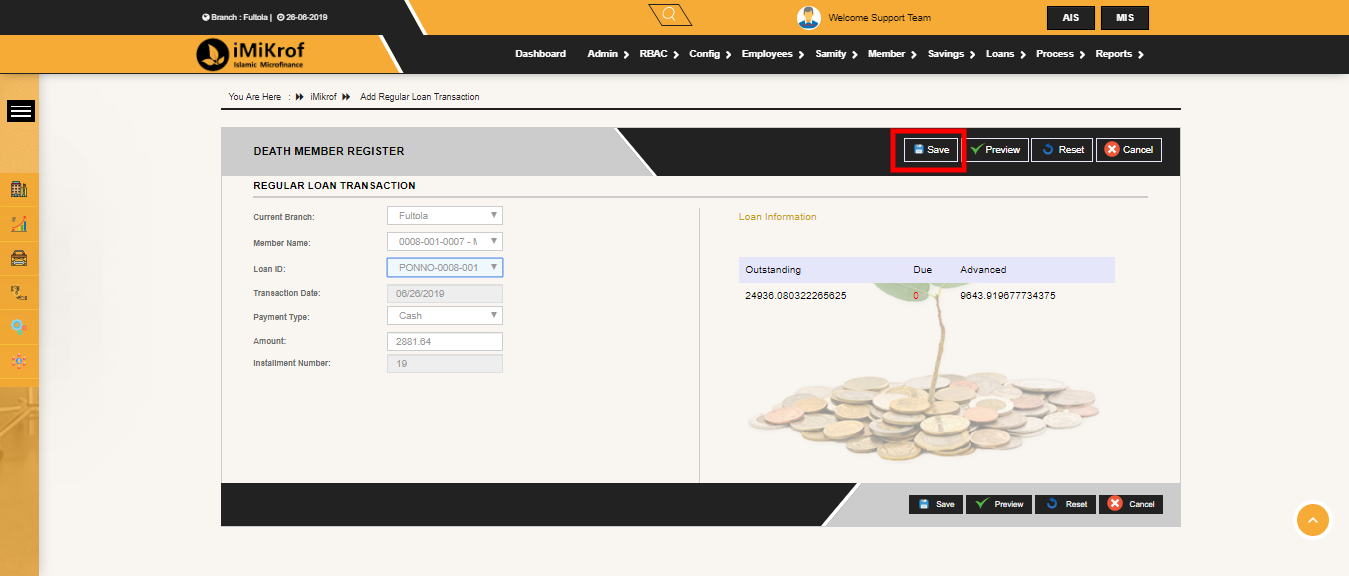 Branch : Fultola | 26-06-2019
Welcome Support Team
AIS MIS
iMiKrof
Islamic Microfinance
Dashboard Admin RBAC Config Employees Samity Member Savings Loans Process Reports
You Are Here : iMikrof Add Regular Loan Transaction
DEATH MEMBER REGISTER
Save Preview Reset Cancel
REGULAR LOAN TRANSACTION
Current Branch: Fultola
Member Name: 0008-001-0007 -
Loan ID: PONNO-0008-001
Transaction Date: 06/26/2019
Payment Type: Cash
Amount: 2881.64
Installment Number: 19
Loan Information
Outstanding Due Advanced
24936.080322265625 0 9643.919677734375
Save Preview Reset Cancel